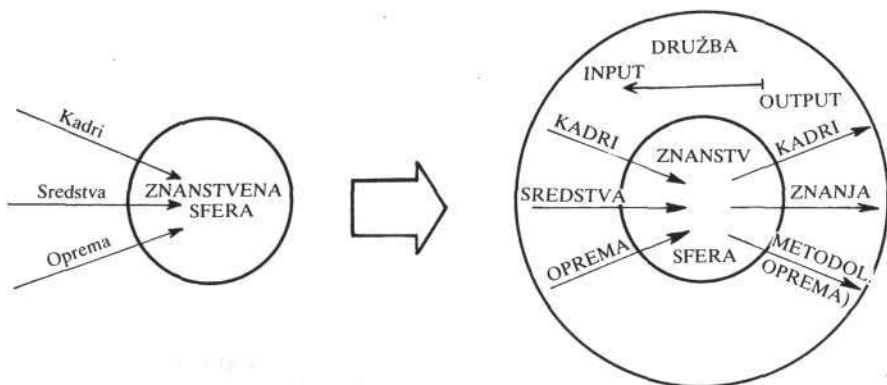 Kadri
Sredstva
Oprema
ZNANSTVENA
SFERA
DRUŽBA
INPUT
OUTPUT
KADRI
ZNANSTV
KADRI
SREDSTVA
ZNANJA
OPREMA
SFERA
METODOL.
OPREMA)